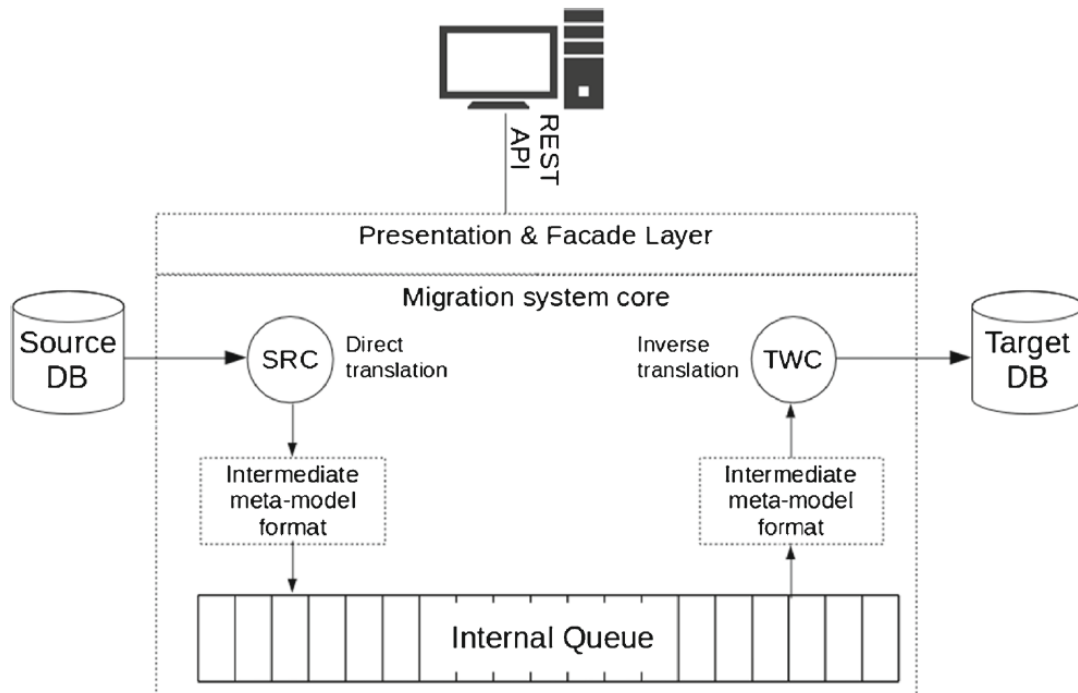 REST
API
Presentation & Facade Layer
Migration system core
Source
DB
SRC
Direct
translation
Inverse
translation
TWC
Target
DB
Intermediate
meta-model
format
Intermediate
meta-model
format
Internal Queue